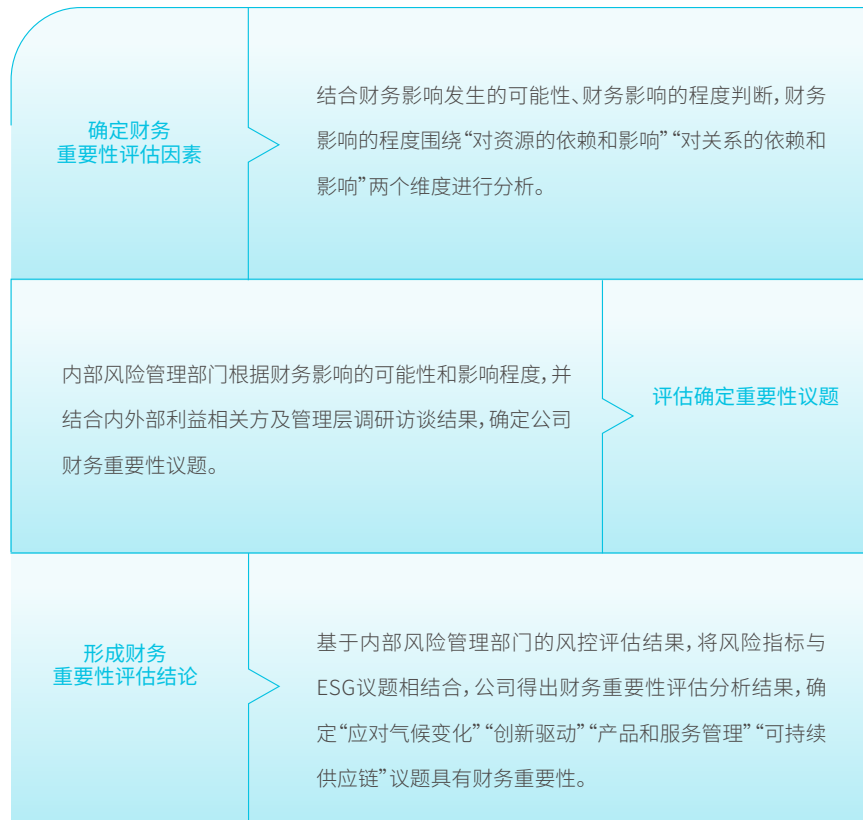 确定财务
重要性评估因素
结合财务影响发生的可能性、财务影响的程度判断，财务
影响的程度围绕“对资源的依赖和影响”“对关系的依赖和
影响”两个维度进行分析。
内部风险管理部门根据财务影响的可能性和影响程度，并
结合内外部利益相关方及管理层调研访谈结果，确定公司
财务重要性议题。
评估确定重要性议题
形成财务
重要性评估结论
基于内部风险管理部门的风控评估结果，将风险指标与
ESG议题相结合，公司得出财务重要性评估分析结果，确
定“应对气候变化”“创新驱动”“产品和服务管理”“可持续
供应链”议题具有财务重要性。